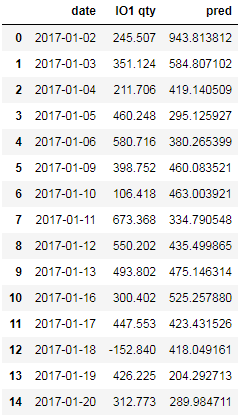 date IO1 qty pred
0 2017-01-02 245.507 943.813812
1 2017-01-03 351.124 584.807102
2 2017-01-04 211.706 419.140509
3 2017-01-05 460.248 295.125927
4 2017-01-06 580.716 380.265399
5 2017-01-09 398.752 460.083521
6 2017-01-10 106.418 463.003921
7 2017-01-11 673.368 334.790548
8 2017-01-12 550.202 435.499865
9 2017-01-13 493.802 475.146314
10 2017-01-16 300.402 525.257880
11 2017-01-17 447.553 423.431526
12 2017-01-18 -152.840 418.049161
13 2017-01-19 426.225 204.292713
14 2017-01-20 312.773 289.984711